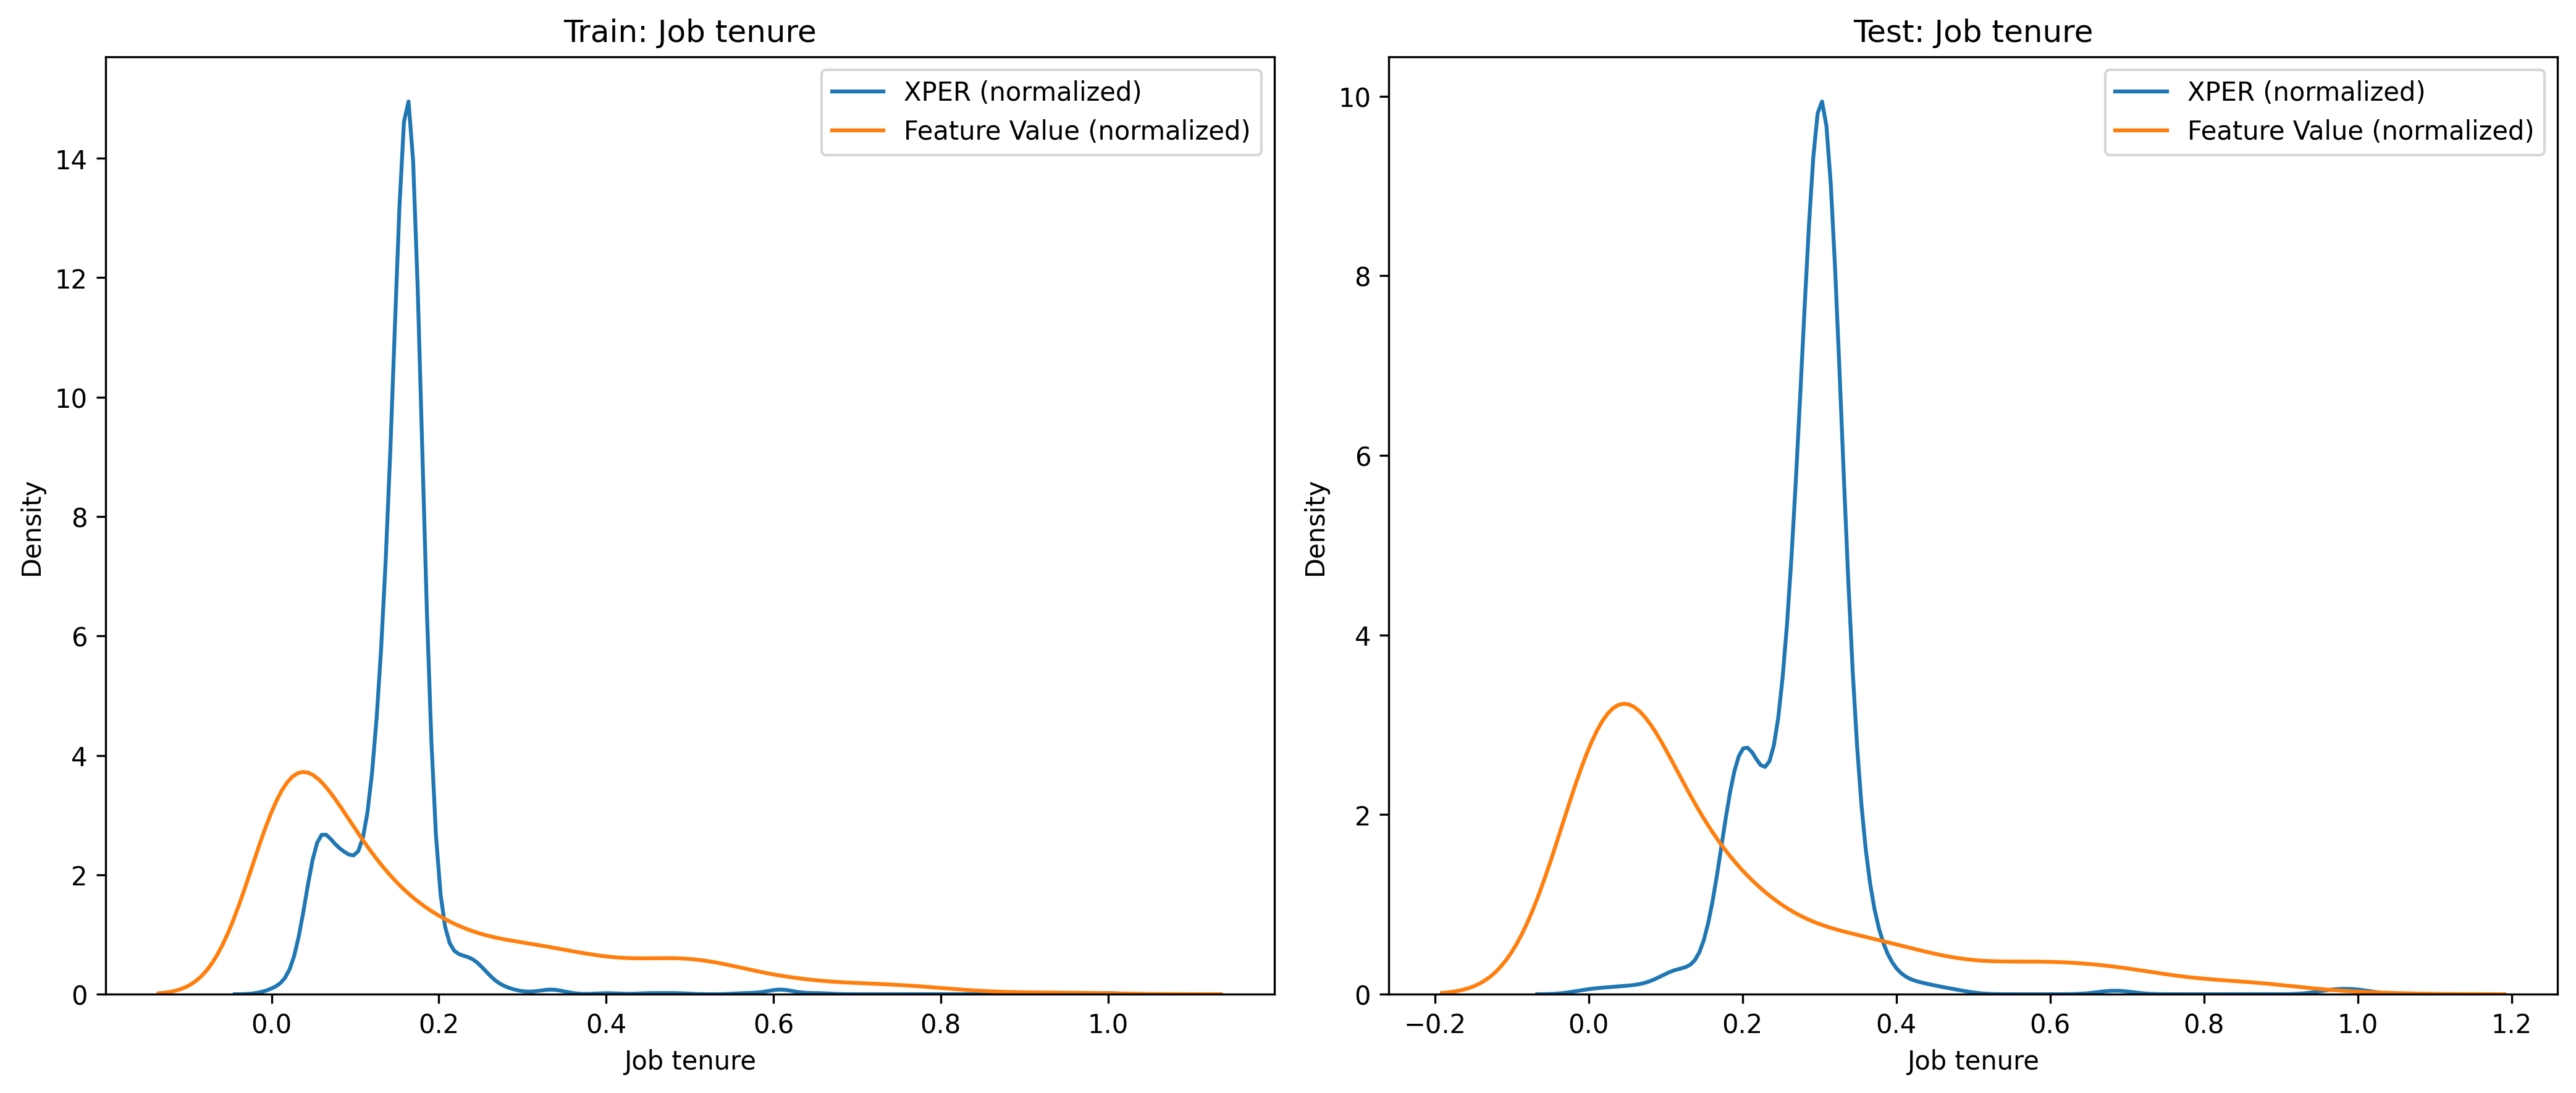 Train: Job tenure
XPER (normalized)
Feature Value (normalized)
Density
14
12
10
8
6
4
2
0
0.0 0.2 0.4 0.6 0.8 1.0
Job tenure
Test: Job tenure
XPER (normalized)
Feature Value (normalized)
Density
10
8
6
4
2
0
−0.2 0.0 0.2 0.4 0.6 0.8 1.0 1.2
Job tenure